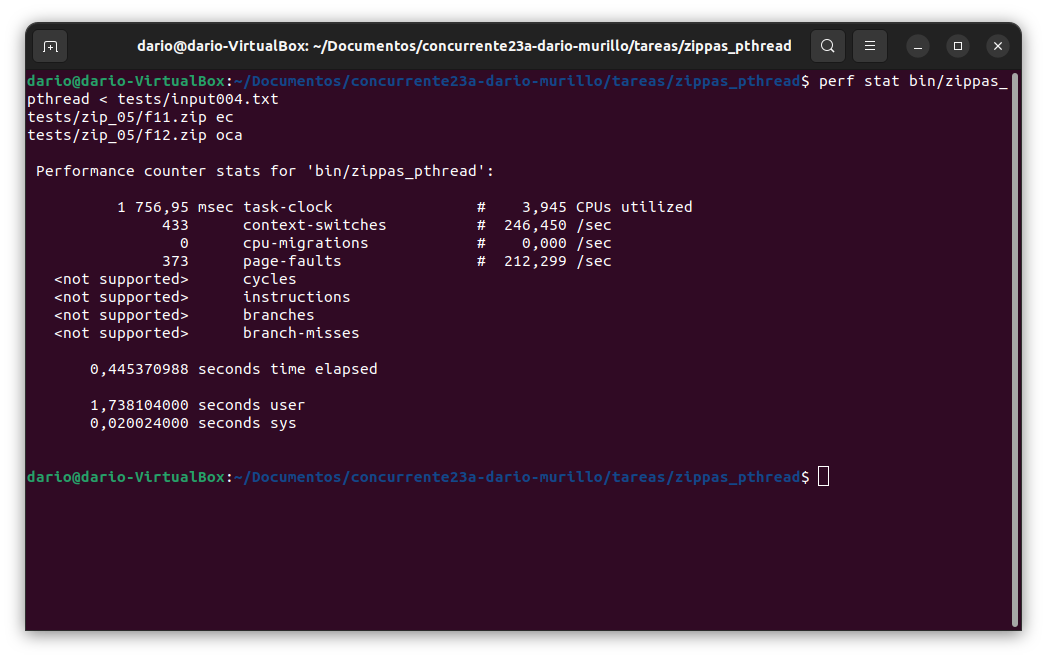 dario@dario-VirtualBox: ~/Documentos/concurrente23a-dario-murillo/tareas/zippas_pthread
dario@dario-VirtualBox:~/Documentos/concurrente23a-dario-murillo/tareas/zippas_pthread$ perf stat bin/zippas_
pthread < tests/input004.txt
tests/zip_05/f11.zip ec
tests/zip_05/f12.zip oca
Performance counter stats for 'bin/zippas_pthread':
1 756,95 msec task-clock # 3,945 CPUs utilized
433 context-switches # 246,450 /sec
0 cpu-migrations # 0,000 /sec
373 page-faults # 212,299 /sec
<not supported> cycles
<not supported> instructions
<not supported> branches
<not supported> branch-misses
0,445370988 seconds time elapsed
1,738104000 seconds user
0,020024000 seconds sys
dario@dario-VirtualBox:~/Documentos/concurrente23a-dario-murillo/tareas/zippas_pthread$